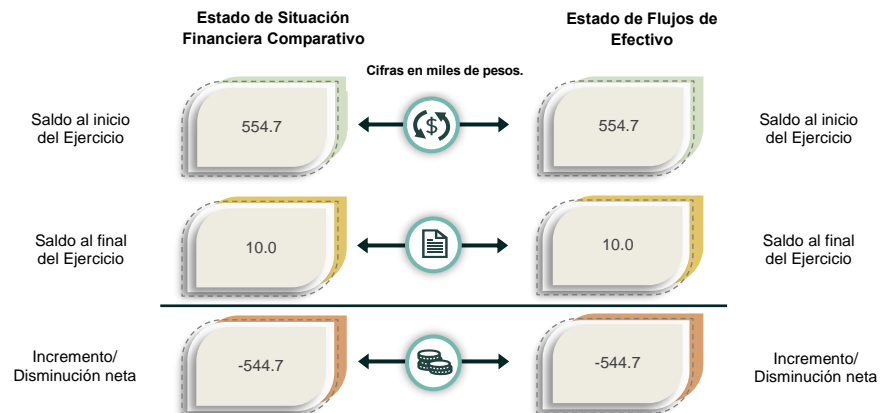 Estado de Situación
Financiera Comparativo
Estado de Flujos de
Efectivo
Cifras en miles de pesos.
Saldo al inicio
del Ejercicio
554.7
$
554.7
Saldo al inicio
del Ejercicio
Saldo al final
del Ejercicio
10.0
10.0
Saldo al final
del Ejercicio
Incremento/
Disminución neta
-544.7
-544.7
Incremento/
Disminución neta